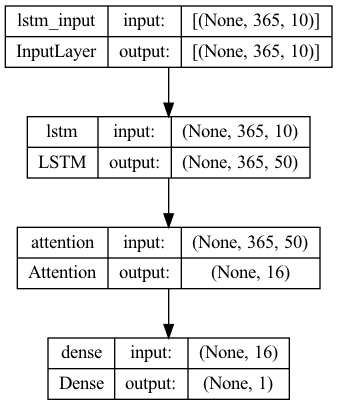 lstm_input input: [(None, 365, 10)]
InputLayer output: [(None, 365, 10)]
lstm input: (None, 365, 10)
LSTM output: (None, 365, 50)
attention input: (None, 365, 50)
Attention output: (None, 16)
dense input: (None, 16)
Dense output: (None, 1)